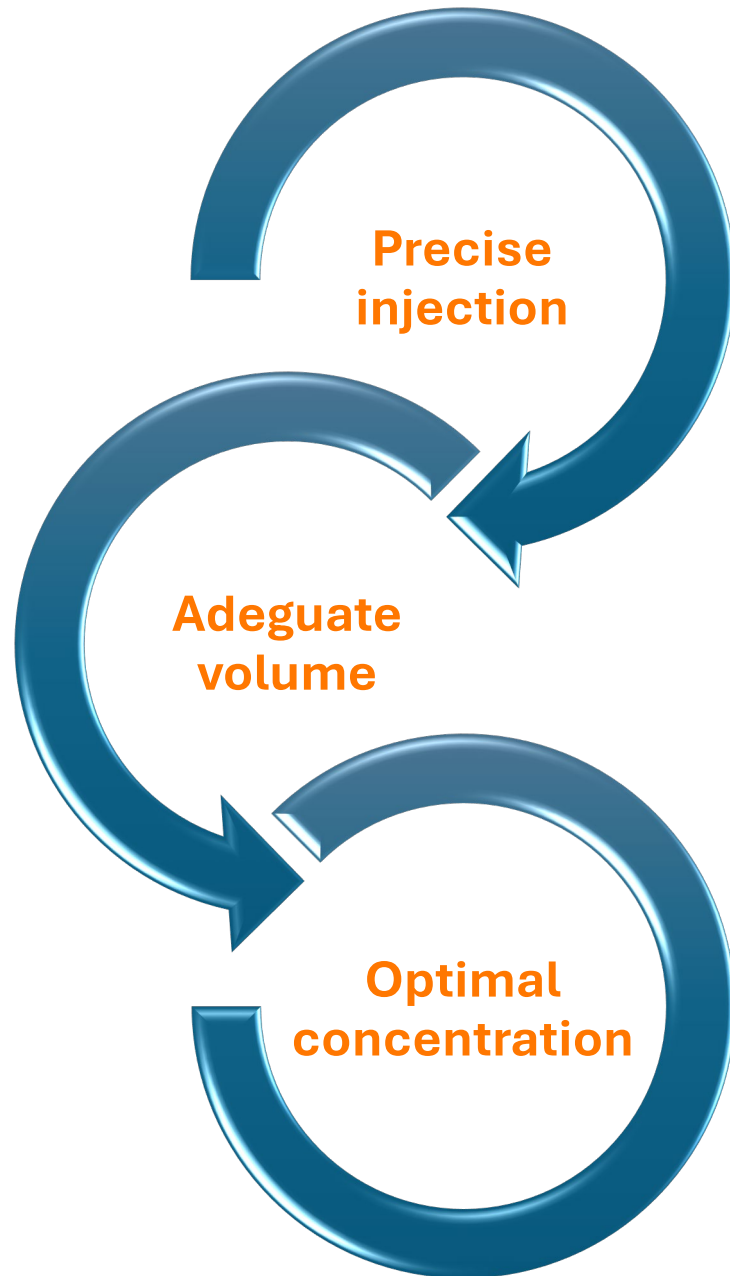 Precise
injection
Adeguate
volume
Optimal
concentration